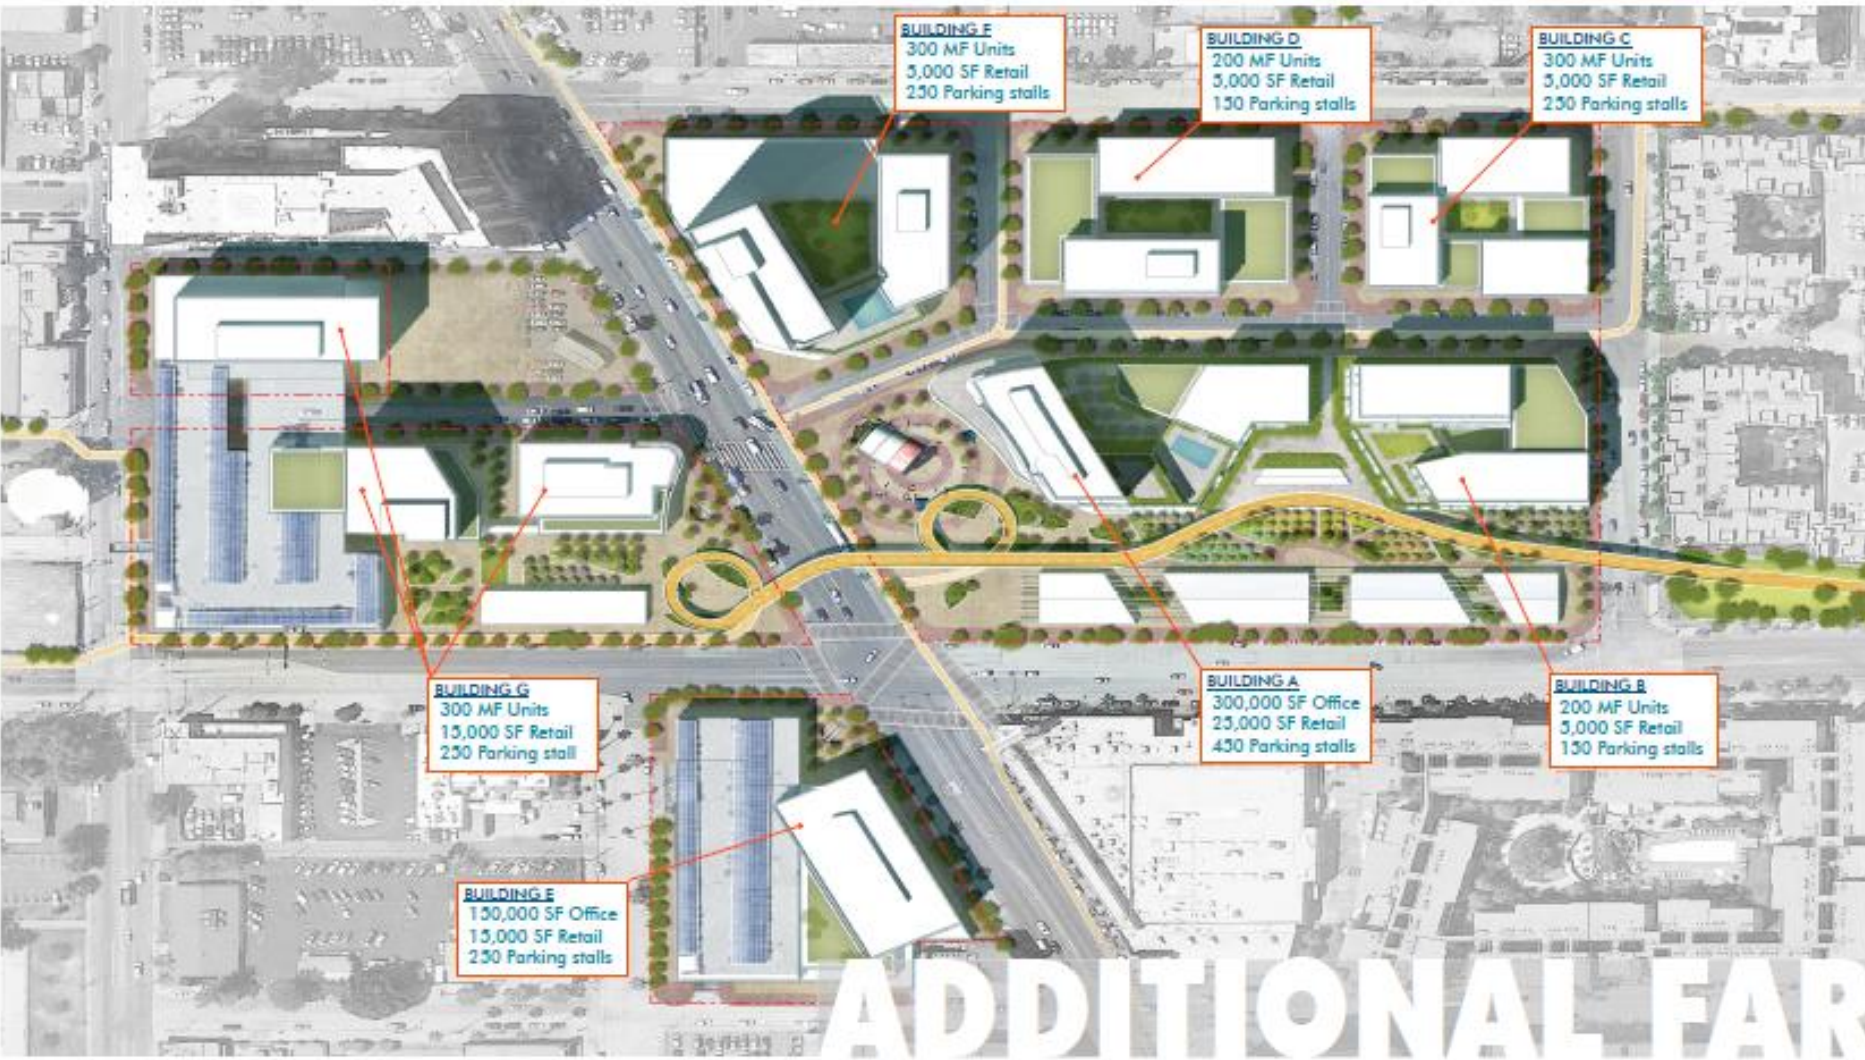 BUILDING F
300 MF Units
5,000 SF Retail
250 Parking stalls
BUILDING D
200 MF Units
5,000 SF Retail
150 Parking stalls
BUILDING C
300 MF Units
5,000 SF Retail
250 Parking stalls
BUILDING G
300 MF Units
15,000 SF Retail
250 Parking stall
BUILDING A
300,000 SF Office
25,000 SF Retail
450 Parking stalls
BUILDING B
200 MF Units
5,000 SF Retail
150 Parking stalls
BUILDING E
150,000 SF Office
15,000 SF Retail
250 Parking stalls
ADDITIONAL FAR